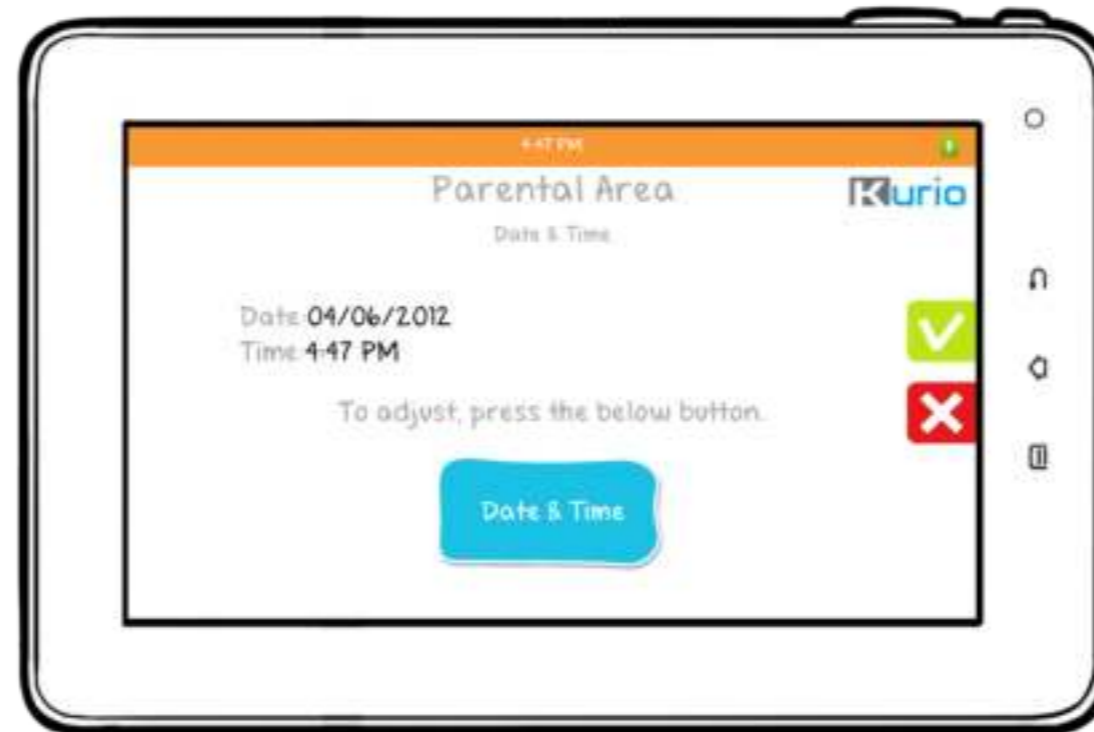 4:47 PM
Parental Area
Kurio
Date & Time
Date: 04/06/2012
Time: 4:47 PM
To adjust, press the below button.
Date & Time